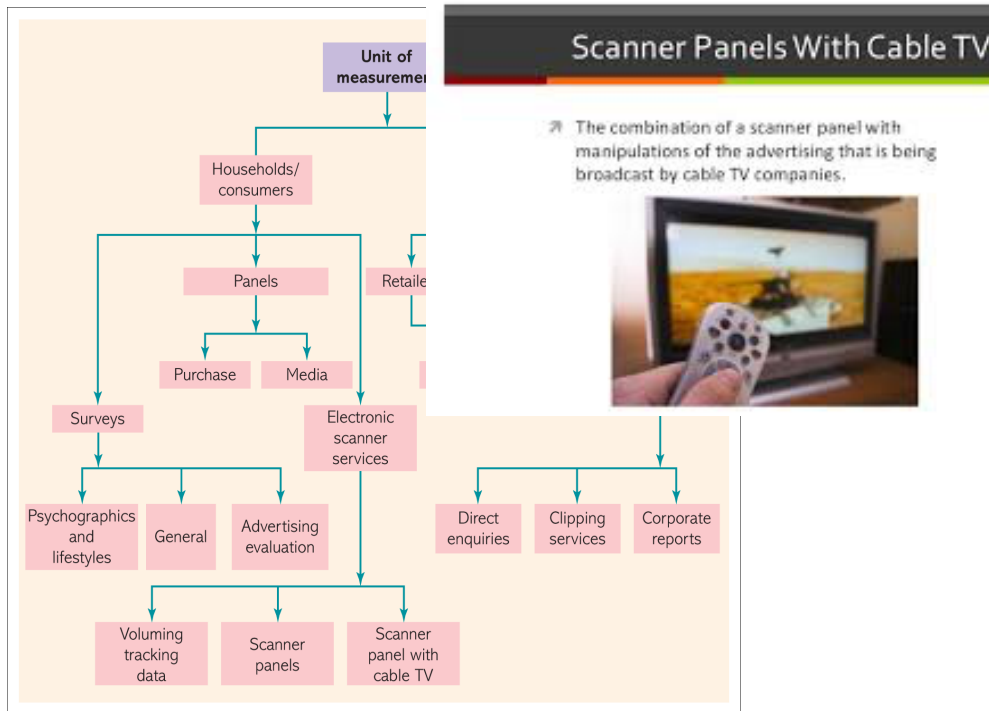 Unit of
measuremer
Scanner Panels With Cable TV
The combination of a scanner panel with
manipulations of the advertising that is being
broadcast by cable TV companies.
Households/
consumers
Panels
Retaile
Purchase
Media
Surveys
Electronic
scanner
services
Psychographics
and
lifestyles
General
Advertising
evaluation
Direct
enquiries
Clipping
services
Corporate
reports
Voluming
tracking
data
Scanner
panels
Scanner
panel with
cable TV